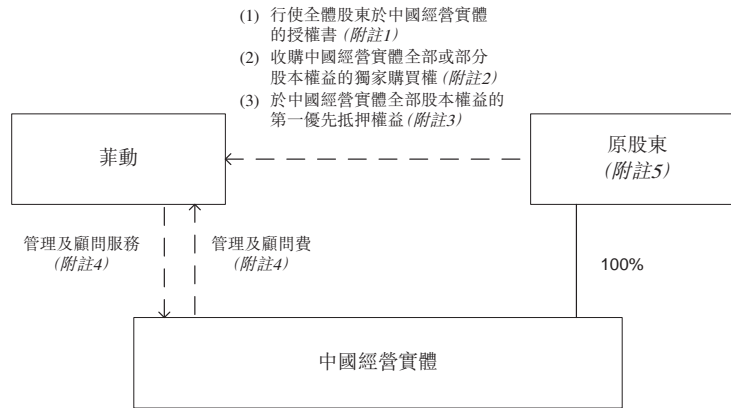 (1) 行使全體股東於中國經營實體
的授權書 (附註1)
(2) 收購中國經營實體全部或部分
股本權益的獨家購買權 (附註2)
(3) 於中國經營實體全部股本權益的
第一優先抵押權益 (附註3)
菲動
原股東
(附註5)
管理及顧問服務
(附註4)
管理及顧問費
(附註4)
100%
中國經營實體